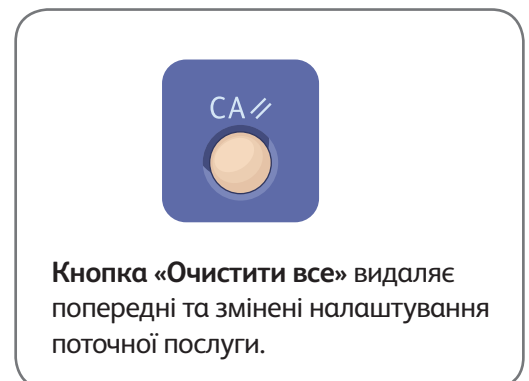 CA
Кнопка «Очистити все» видаляє
попередні та змінені налаштування
поточної послуги.